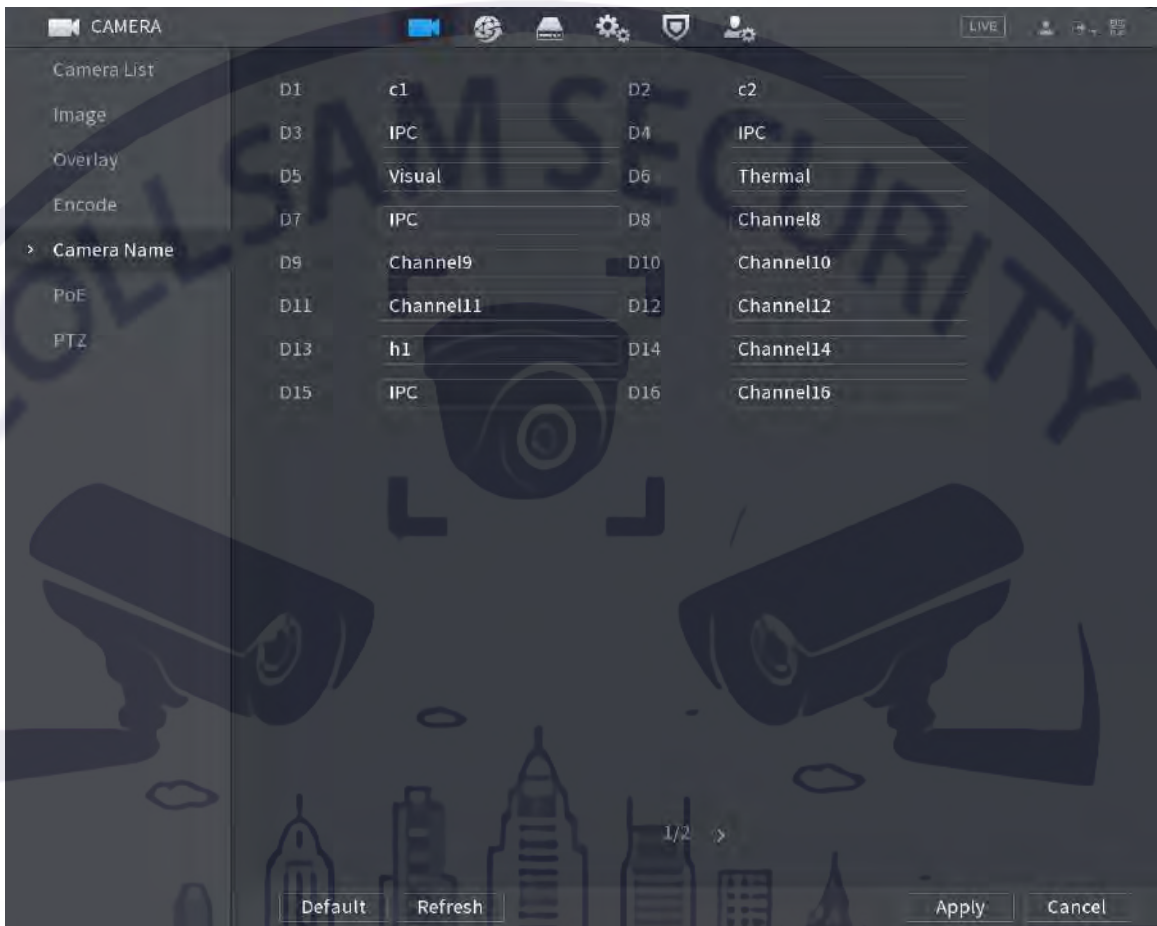 CAMERA LIVE
Camera List
Image
Overlay
Encode
Camera Name
PoE
PTZ
D1 c1 D2 c2
D3 IPC D4 IPC
D5 Visual D6 Thermal
D7 IPC D8 Channel8
D9 Channel9 D10 Channel10
D11 Channel11 D12 Channel12
D13 h1 D14 Channel14
D15 IPC D16 Channel16
1/2 >
Default Refresh Apply Cancel
OLLSAM SECURITY